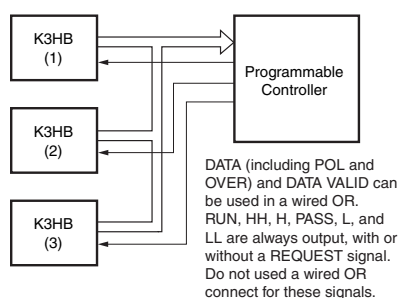 K3HB
(1)
K3HB
(2)
K3HB
(3)
Programmable
Controller
DATA (including POL and
OVER) and DATA VALID can
be used in a wired OR.
RUN, HH, H, PASS, L, and
LL are always output, with or
without a REQUEST signal.
Do not used a wired OR
connect for these signals.